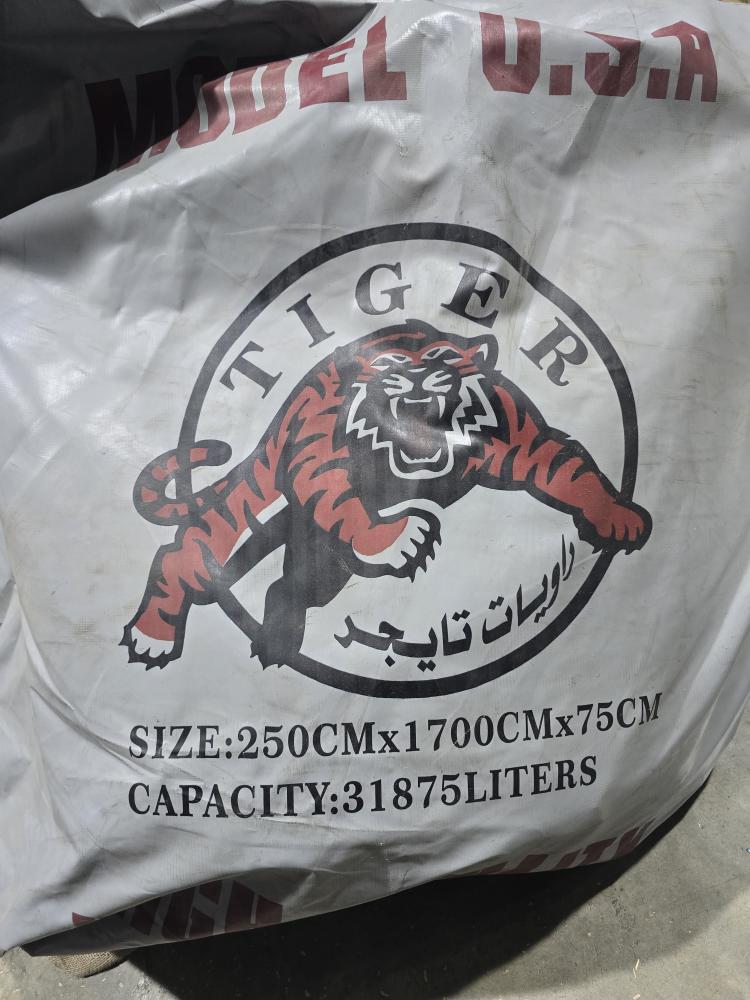 MODEL U.S.A
TIGER
راويات تايجر
SIZE:250CMx1700CMx75CM
CAPACITY:31875LITERS